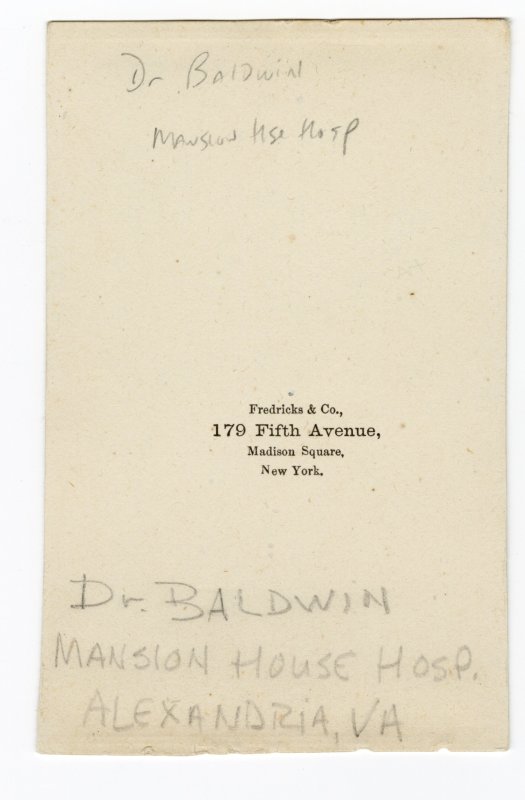 Dr Baldwin
Mansion Hse Hosp
Fredricks & Co.,
179 Fifth Avenue,
Madison Square,
New York.
Dr. BALDWIN
MANSION HOUSE HOSP.
ALEXANDRIA, VA